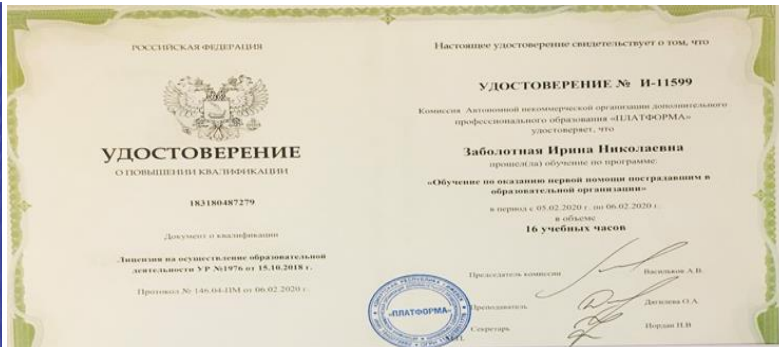 РОССИЙСКАЯ ФЕДЕРАЦИЯ
УДОСТОВЕРЕНИЕ
О ПОВЫШЕНИИ КВАЛИФИКАЦИИ
183180487279
Документ о квалификации
Лицензия на осуществление образовательной
деятельности УР №1976 от 15.10.2018 г.
Протокол № 146.04-ПМ от 06.02.2020 г.
Настоящее удостоверение свидетельствует о том, что
УДОСТОВЕРЕНИЕ № И-11599
Комиссия Автономной некоммерческой организации дополнительного
профессионального образования «ПЛАТФОРМА»
удостоверяет, что
Заболотная Ирина Николаевна
прошел(ла) обучение по программе:
«Обучение по оказанию первой помощи пострадавшим в
образовательной организации»
в период с 05.02.2020 г. по 06.02.2020 г.
в объеме
16 учебных часов
Председатель комиссии Васильков А.В.
Преподаватель О.А.
Секретарь Иордан Н.В
М.П.
«ПЛАТФОРМА»